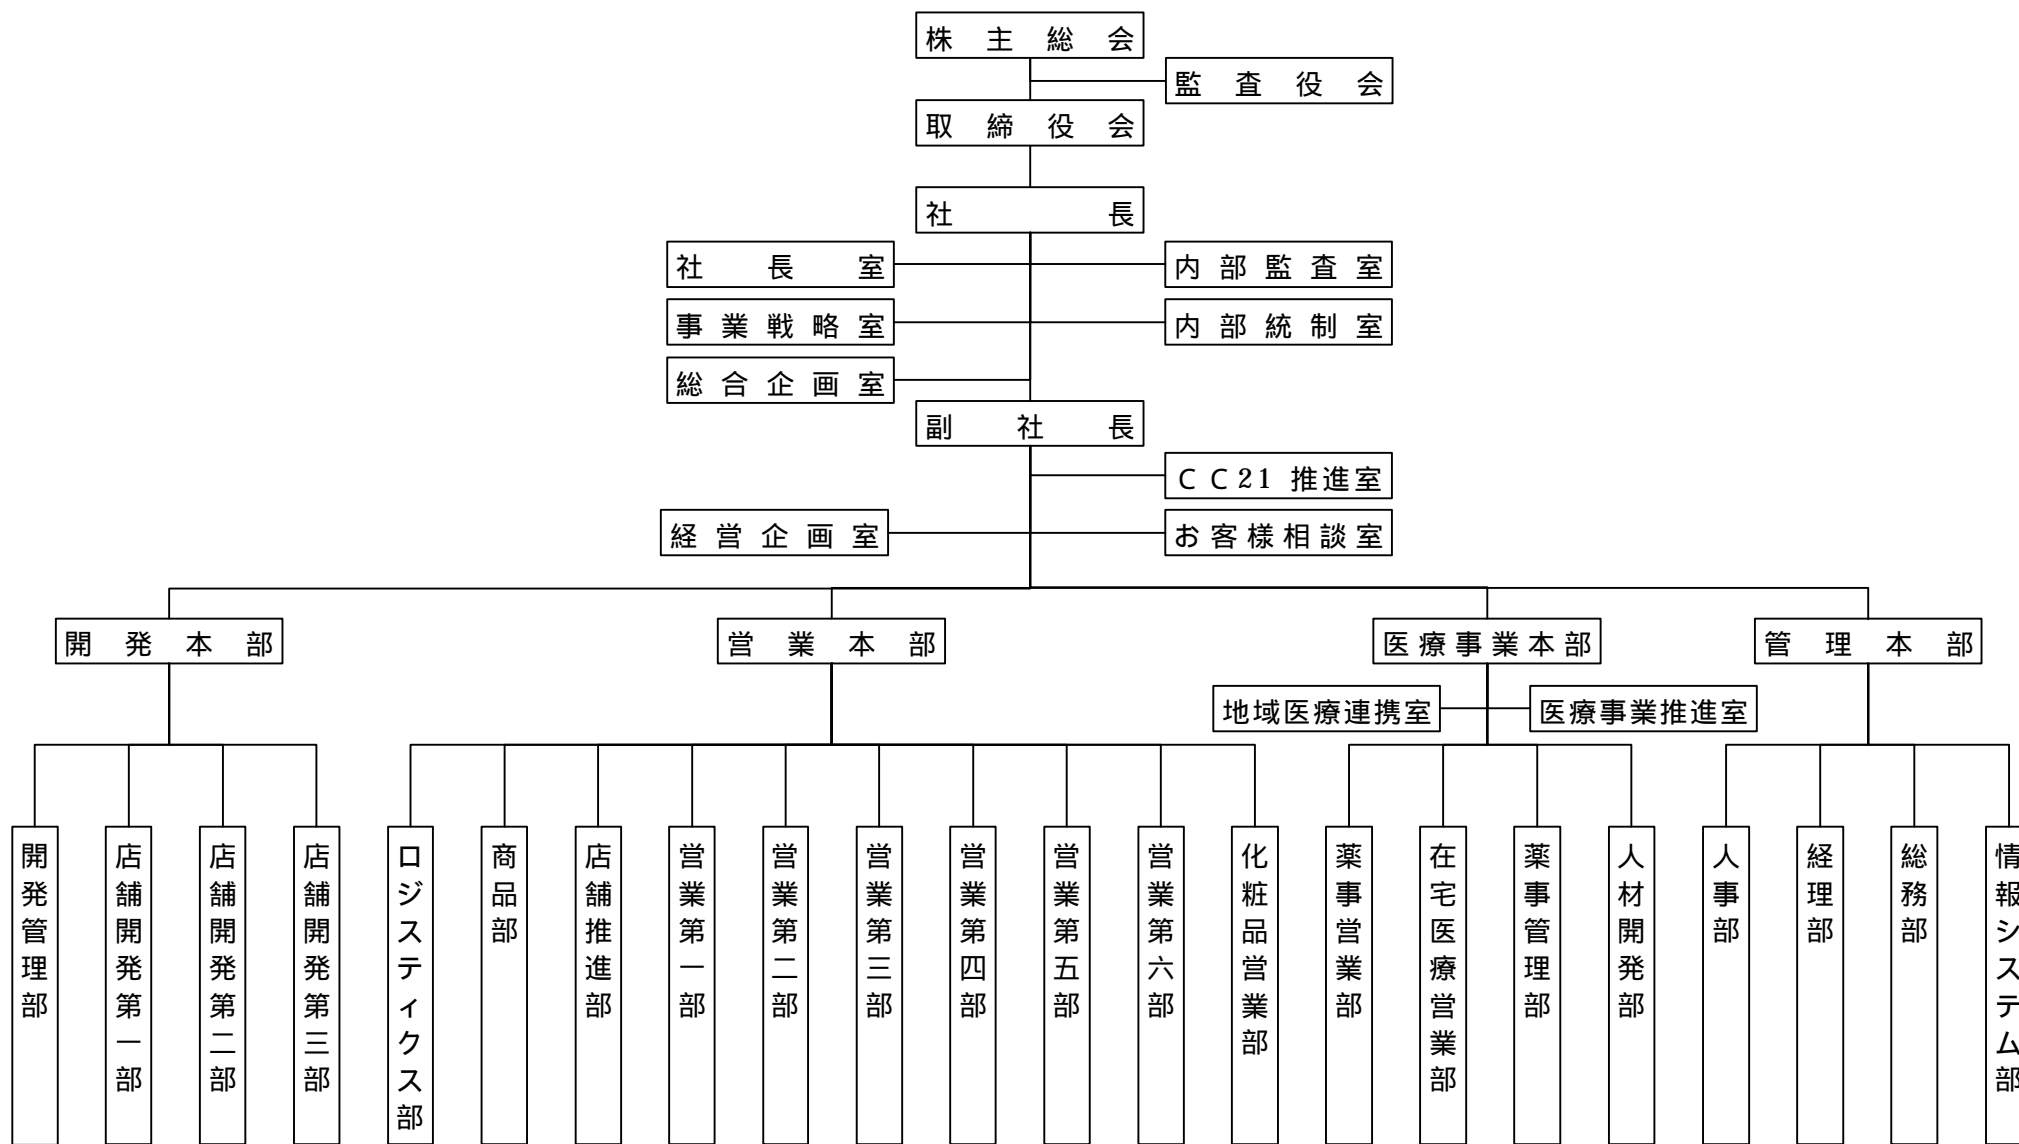 株主総会
監査役会
取締役会
社長
社長室
内部監査室
事業戦略室
内部統制室
総合企画室
副社長
ＣＣ21 推進室
経営企画室
お客様相談室
開発本部
営業本部
医療事業本部
管理本部
地域医療連携室
医療事業推進室
開発管理部
店舗開発第一部
店舗開発第二部
店舗開発第三部
ロジスティクス部
商品部
店舗推進部
営業第一部
営業第二部
営業第三部
営業第四部
営業第五部
営業第六部
化粧品営業部
薬事営業部
在宅医療営業部
薬事管理部
人材開発部
人事部
経理部
総務部
情報システム部